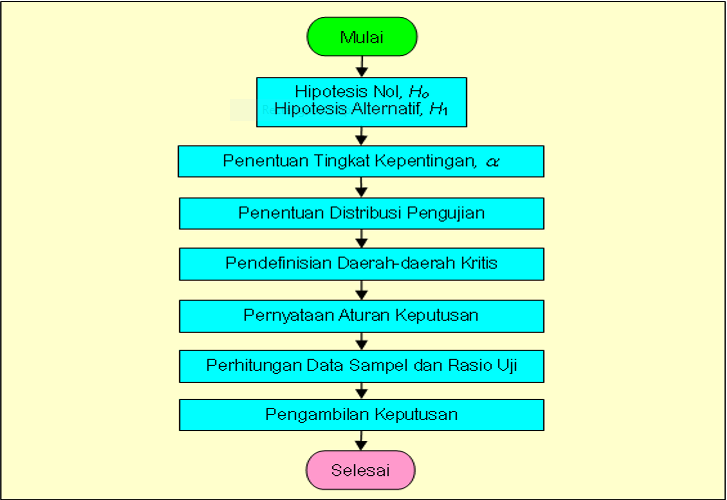 Mulai
Hipotesis Nol, Ho
Hipotesis Alternatif, H1
Penentuan Tingkat Kepentingan, α
Penentuan Distribusi Pengujian
Pendefinisian Daerah-daerah Kritis
Pernyataan Aturan Keputusan
Perhitungan Data Sampel dan Rasio Uji
Pengambilan Keputusan
Selesai